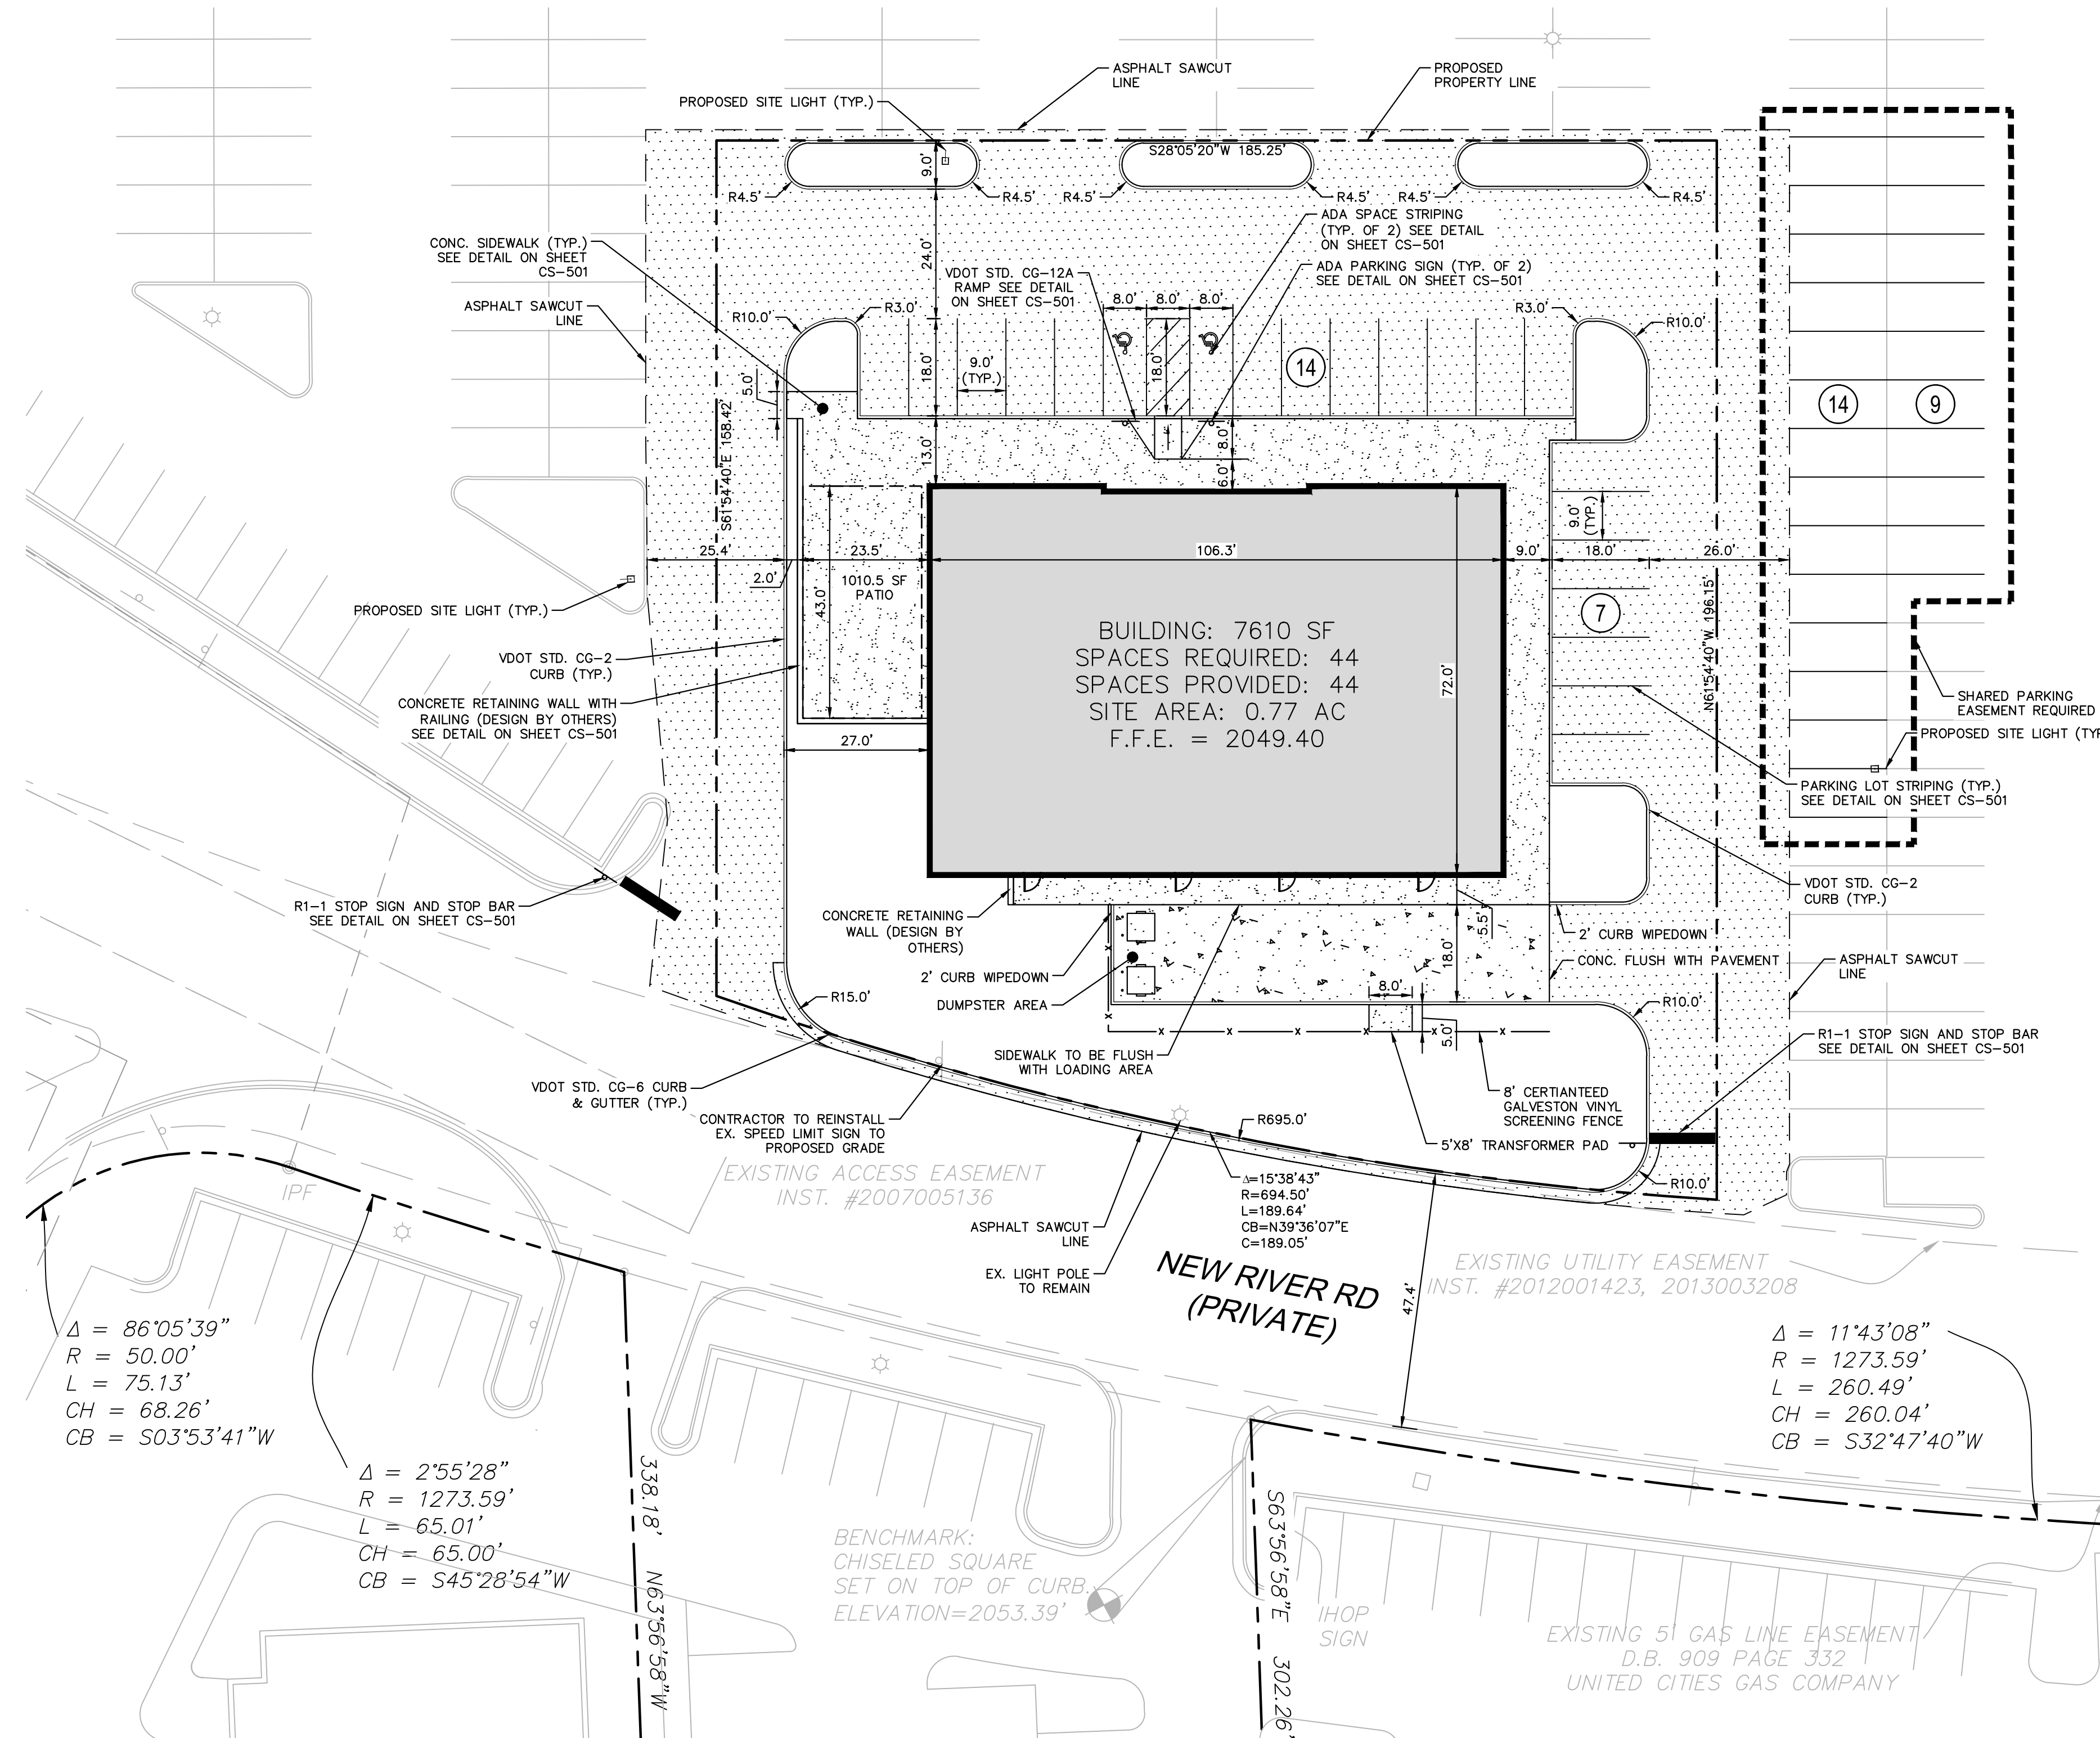 ASPHALT SAWCUT
LINE
PROPOSED
PROPERTY LINE
PROPOSED SITE LIGHT (TYP.)
S28°05'20"W 185.25'
9.0'
R4.5'
R4.5'
R4.5'
R4.5'
R4.5'
R4.5'
CONC. SIDEWALK (TYP.)
SEE DETAIL ON SHEET
CS-501
ASPHALT SAWCUT
LINE
24.0'
ADA SPACE STRIPING
(TYP. OF 2) SEE DETAIL
ON SHEET CS-501
VDOT STD. CG-12A
RAMP SEE DETAIL
ON SHEET CS-501
ADA PARKING SIGN (TYP. OF 2)
SEE DETAIL ON SHEET CS-501
8.0'
8.0'
8.0'
R10.0'
R3.0'
R3.0'
R10.0'
18.0'
9.0'
(TYP.)
18.0'
14
5.0'
14
9
S61°54'40"E 158.42'
13.0'
8.0'
6.0'
9.0'
(TYP.)
25.4'
23.5'
106.3'
9.0'
18.0'
26.0'
2.0'
1010.5 SF
PATIO
43.0'
PROPOSED SITE LIGHT (TYP.)
7
N61°54'40"W 196.15'
BUILDING: 7610 SF
SPACES REQUIRED: 44
SPACES PROVIDED: 44
SITE AREA: 0.77 AC
F.F.E. = 2049.40
72.0'
VDOT STD. CG-2
CURB (TYP.)
CONCRETE RETAINING WALL WITH
RAILING (DESIGN BY OTHERS)
SEE DETAIL ON SHEET CS-501
27.0'
SHARED PARKING
EASEMENT REQUIRED
PROPOSED SITE LIGHT (TYP
PARKING LOT STRIPING (TYP.)
SEE DETAIL ON SHEET CS-501
R1-1 STOP SIGN AND STOP BAR
SEE DETAIL ON SHEET CS-501
CONCRETE RETAINING
WALL (DESIGN BY
OTHERS)
VDOT STD. CG-2
CURB (TYP.)
5.5'
18.0'
2' CURB WIPEDOWN
2' CURB WIPEDOWN
CONC. FLUSH WITH PAVEMENT
ASPHALT SAWCUT
LINE
DUMPSTER AREA
R15.0'
8.0'
R10.0'
5.0'
R1-1 STOP SIGN AND STOP BAR
SEE DETAIL ON SHEET CS-501
SIDEWALK TO BE FLUSH
WITH LOADING AREA
VDOT STD. CG-6 CURB
& GUTTER (TYP.)
8' CERTIANTEED
GALVESTON VINYL
SCREENING FENCE
CONTRACTOR TO REINSTALL
EX. SPEED LIMIT SIGN TO
PROPOSED GRADE
R695.0'
5'X8' TRANSFORMER PAD
EXISTING ACCESS EASEMENT
INST. #2007005136
IPF
R10.0'
Δ=15°38'43"
R=694.50'
L=189.64'
CB=N39°36'07"E
C=189.05'
ASPHALT SAWCUT
LINE
EX. LIGHT POLE
TO REMAIN
NEW RIVER RD
(PRIVATE)
47.4'
EXISTING UTILITY EASEMENT
INST. #2012001423, 2013003208
Δ = 86°05'39"
R = 50.00'
L = 75.13'
CH = 68.26'
CB = S03°53'41"W
Δ = 11°43'08"
R = 1273.59'
L = 260.49'
CH = 260.04'
CB = S32°47'40"W
Δ = 2°55'28"
R = 1273.59'
L = 65.01'
CH = 65.00'
CB = S45°28'54"W
338.18' N63°56'58"W
BENCHMARK:
CHISELED SQUARE
SET ON TOP OF CURB.
ELEVATION=2053.39'
S63°56'58"E 302.26'
IHOP
SIGN
EXISTING 5' GAS LINE EASEMENT
D.B. 909 PAGE 332
UNITED CITIES GAS COMPANY